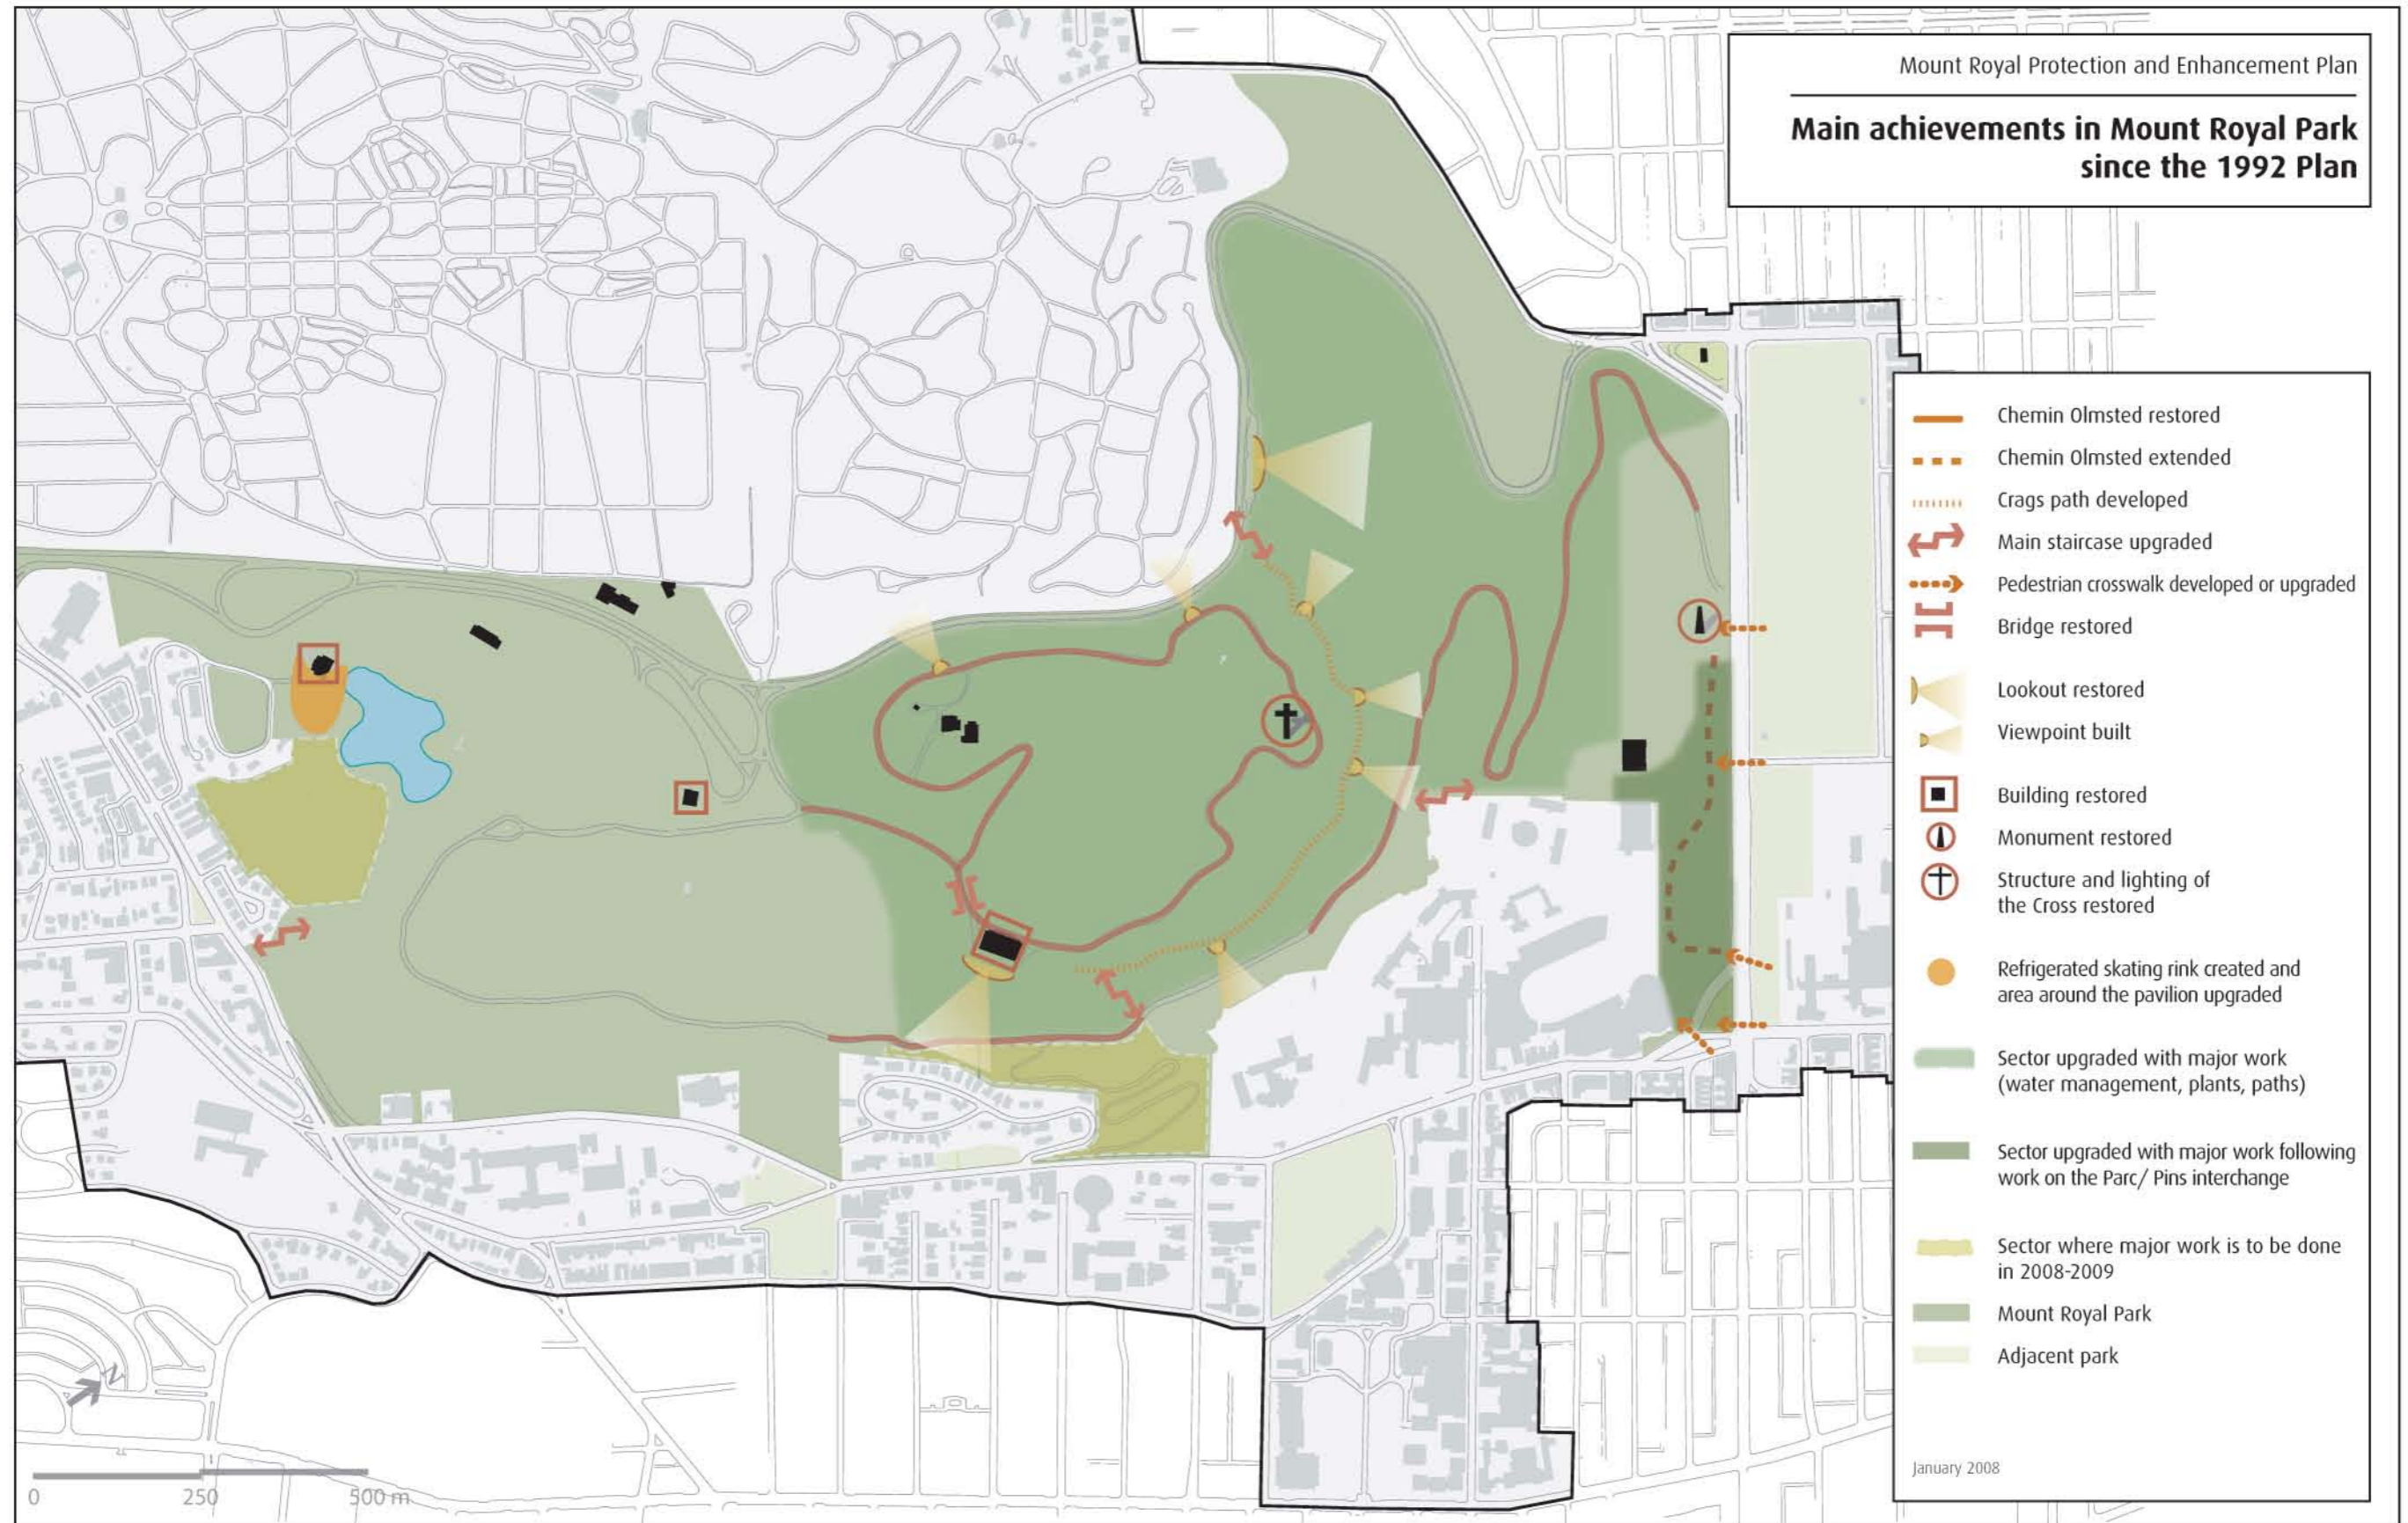 Mount Royal Protection and Enhancement Plan
Main achievements in Mount Royal Park
since the 1992 Plan
Chemin Olmsted restored
Chemin Olmsted extended
Crags path developed
Main staircase upgraded
Pedestrian crosswalk developed or upgraded
Bridge restored
Lookout restored
Viewpoint built
Building restored
Monument restored
Structure and lighting of
the Cross restored
Refrigerated skating rink created and
area around the pavilion upgraded
Sector upgraded with major work
(water management, plants, paths)
Sector upgraded with major work following
work on the Parc/ Pins interchange
Sector where major work is to be done
in 2008-2009
Mount Royal Park
Adjacent park
January 2008
N
0 250 500 m